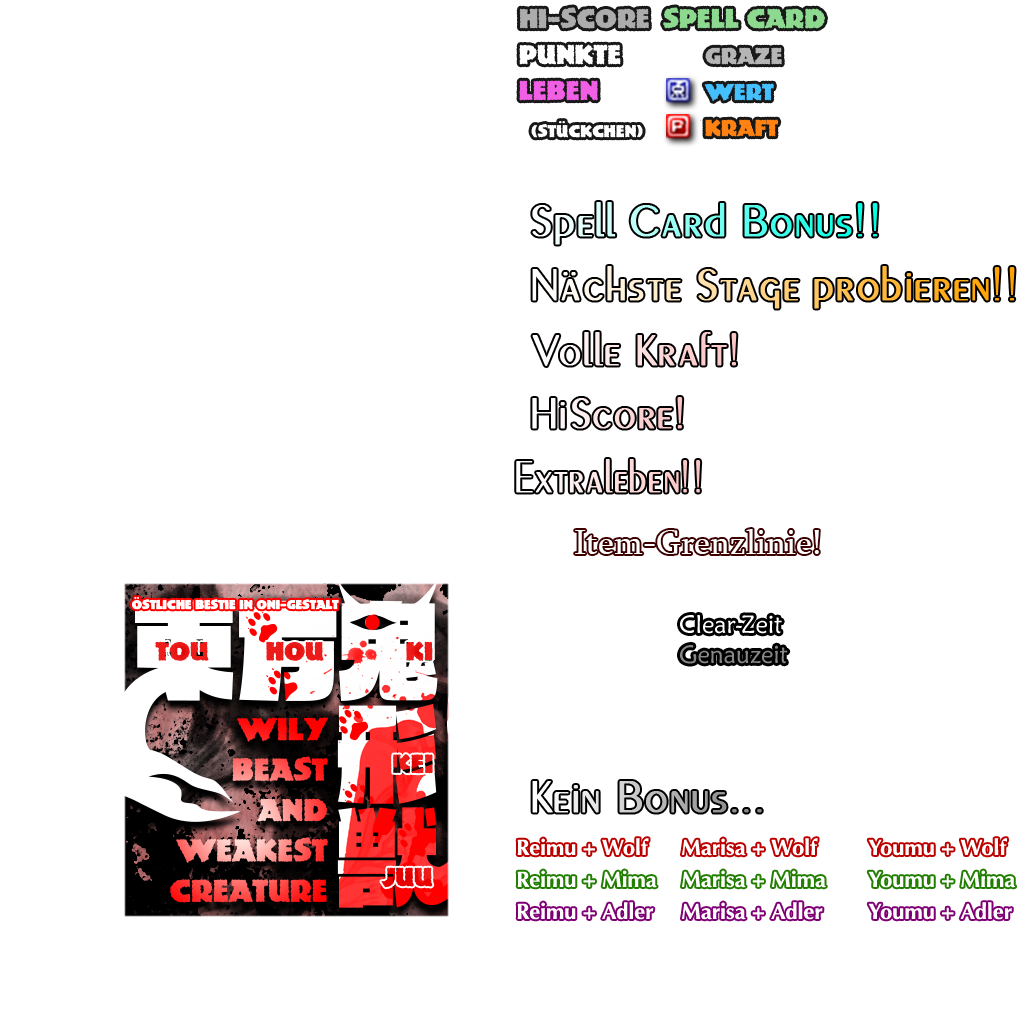 HI-SCORE SPELL CARD
PUNKTE GRAZE
LEBEN WERT
(STÜCKCHEN) P KRAFT
Spell Card Bonus!!
Nächste Stage probieren!!
Volle Kraft!
HiScore!
Extraleben!!
Item-Grenzlinie!
ÖSTLICHE BESTIE IN ONI-GESTALT
東方鬼
TOU HOU KI
形
KEI
獣
JUU
WILY
BEAST
AND
WEAKEST
CREATURE
Clear-Zeit
Genauzeit
Kein Bonus...
Reimu + Wolf Marisa + Wolf Youmu + Wolf
Reimu + Mima Marisa + Mima Youmu + Mima
Reimu + Adler Marisa + Adler Youmu + Adler